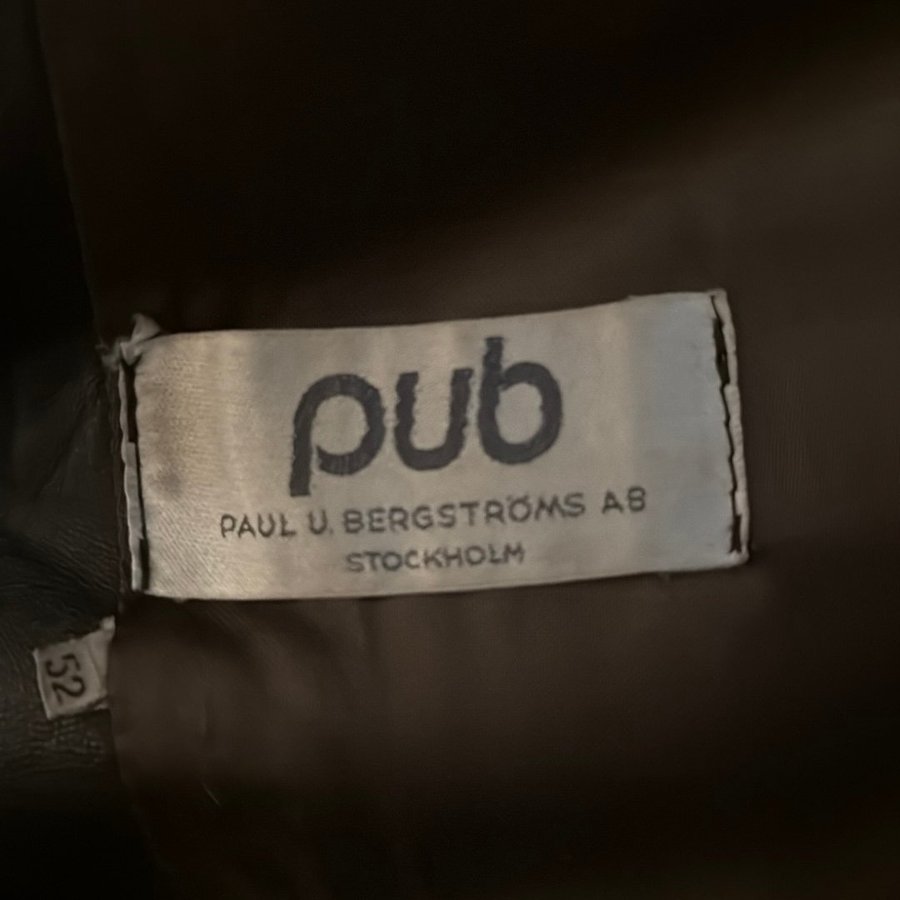 pub
PAUL U. BERGSTRÖMS AB
STOCKHOLM
52